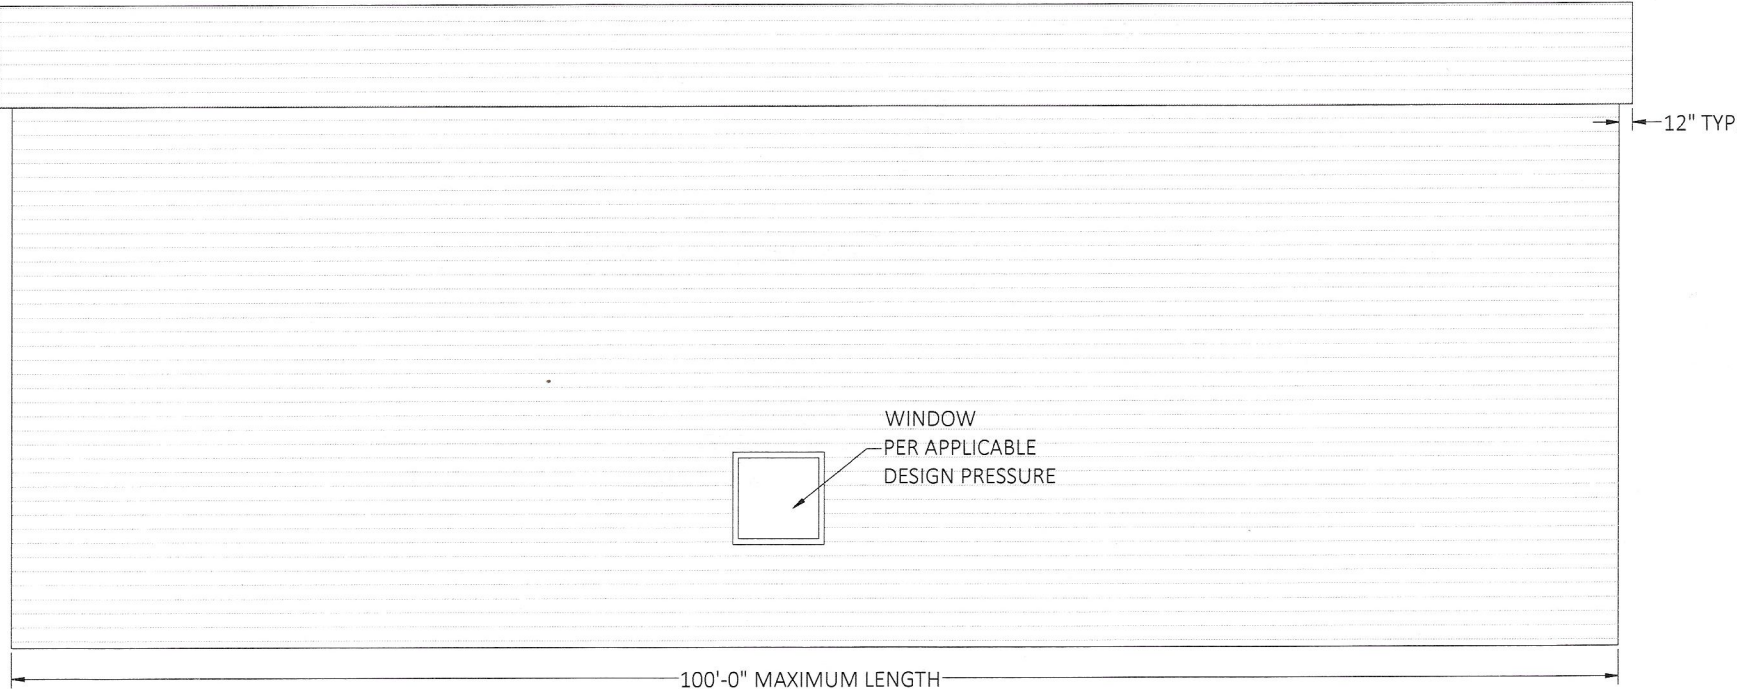 12" TYP
WINDOW
PER APPLICABLE
DESIGN PRESSURE
100'-0" MAXIMUM LENGTH